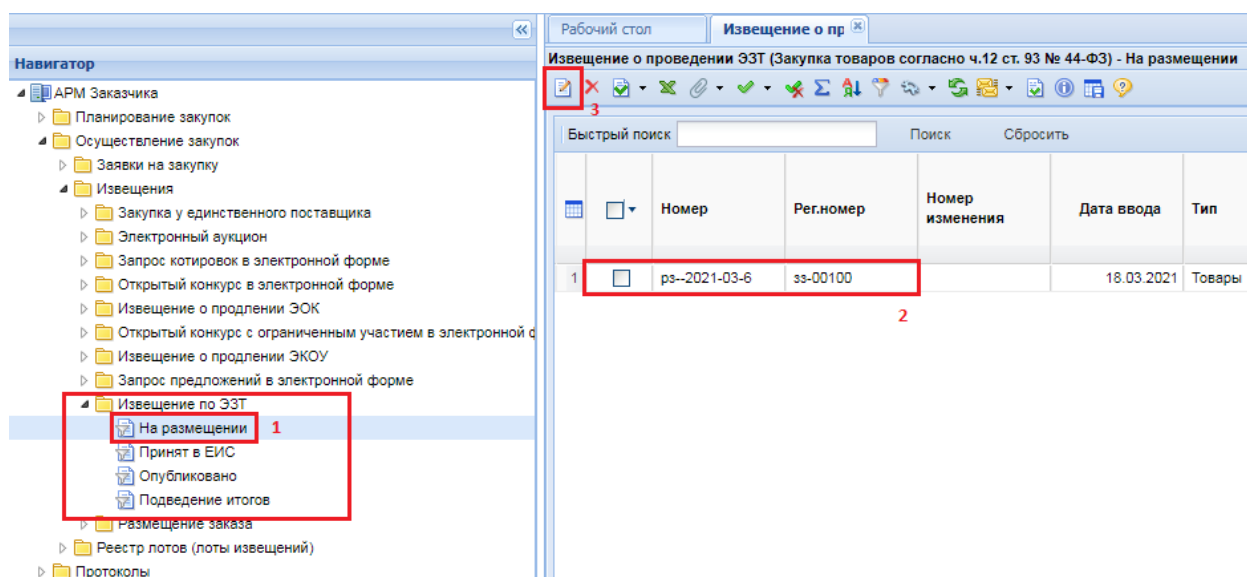 Навигатор
АРМ Заказчика
Планирование закупок
Осуществление закупок
Заявки на закупку
Извещения
Закупка у единственного поставщика
Электронный аукцион
Запрос котировок в электронной форме
Открытый конкурс в электронной форме
Извещение о продлении ЭОК
Открытый конкурс с ограниченным участием в электронной ф
Извещение о продлении ЭКОУ
Запрос предложений в электронной форме
Извещение по ЭЗТ
На размещении 1
Принят в ЕИС
Опубликовано
Подведение итогов
Размещение заказа
Реестр лотов (лоты извещений)
Протоколы
Рабочий стол Извещение о пр
Извещение о проведении ЭЗТ (Закупка товаров согласно ч.12 ст. 93 № 44-ФЗ) - На размещении
3
Быстрый поиск Поиск Сбросить
Номер Рег.номер Номер изменения Дата ввода Тип
1 ps--2021-03-6 ss-00100 18.03.2021 Товары
2